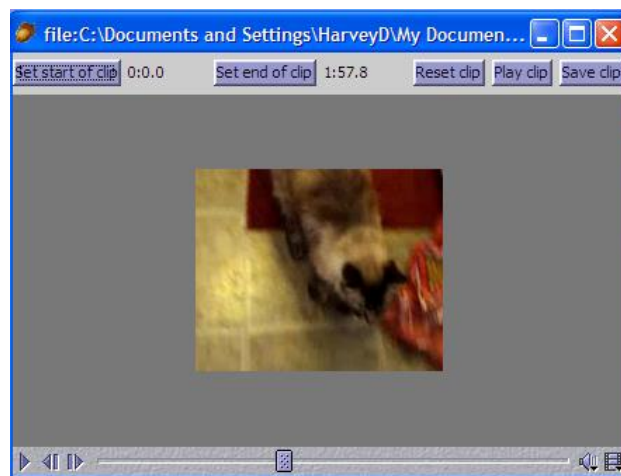 file:C:\Documents and Settings\HarveyD\My Documen...
Set start of clip 0:0.0 Set end of clip 1:57.8 Reset clip Play clip Save clip